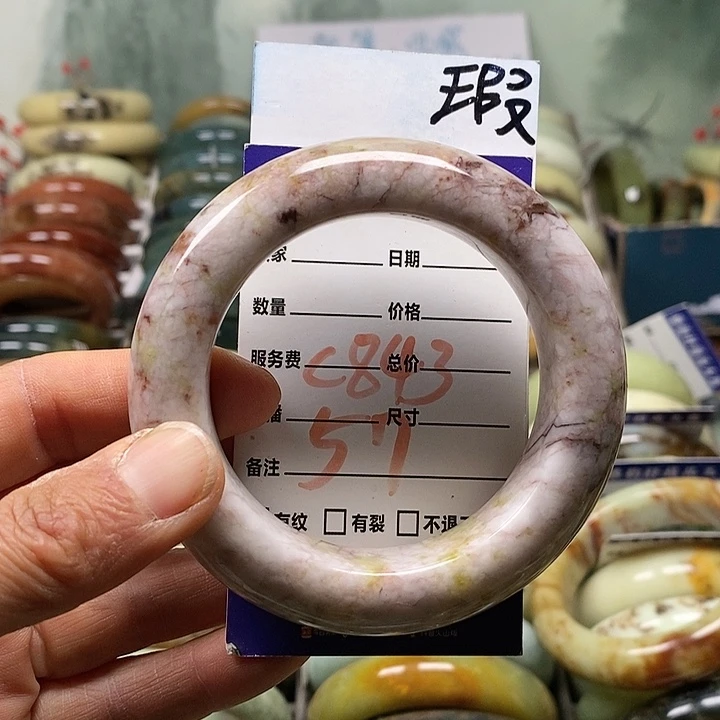 瑕
家 日期
数量 价格
服务费 总价
C843
播 尺寸
57
备注
有纹 有裂 不退